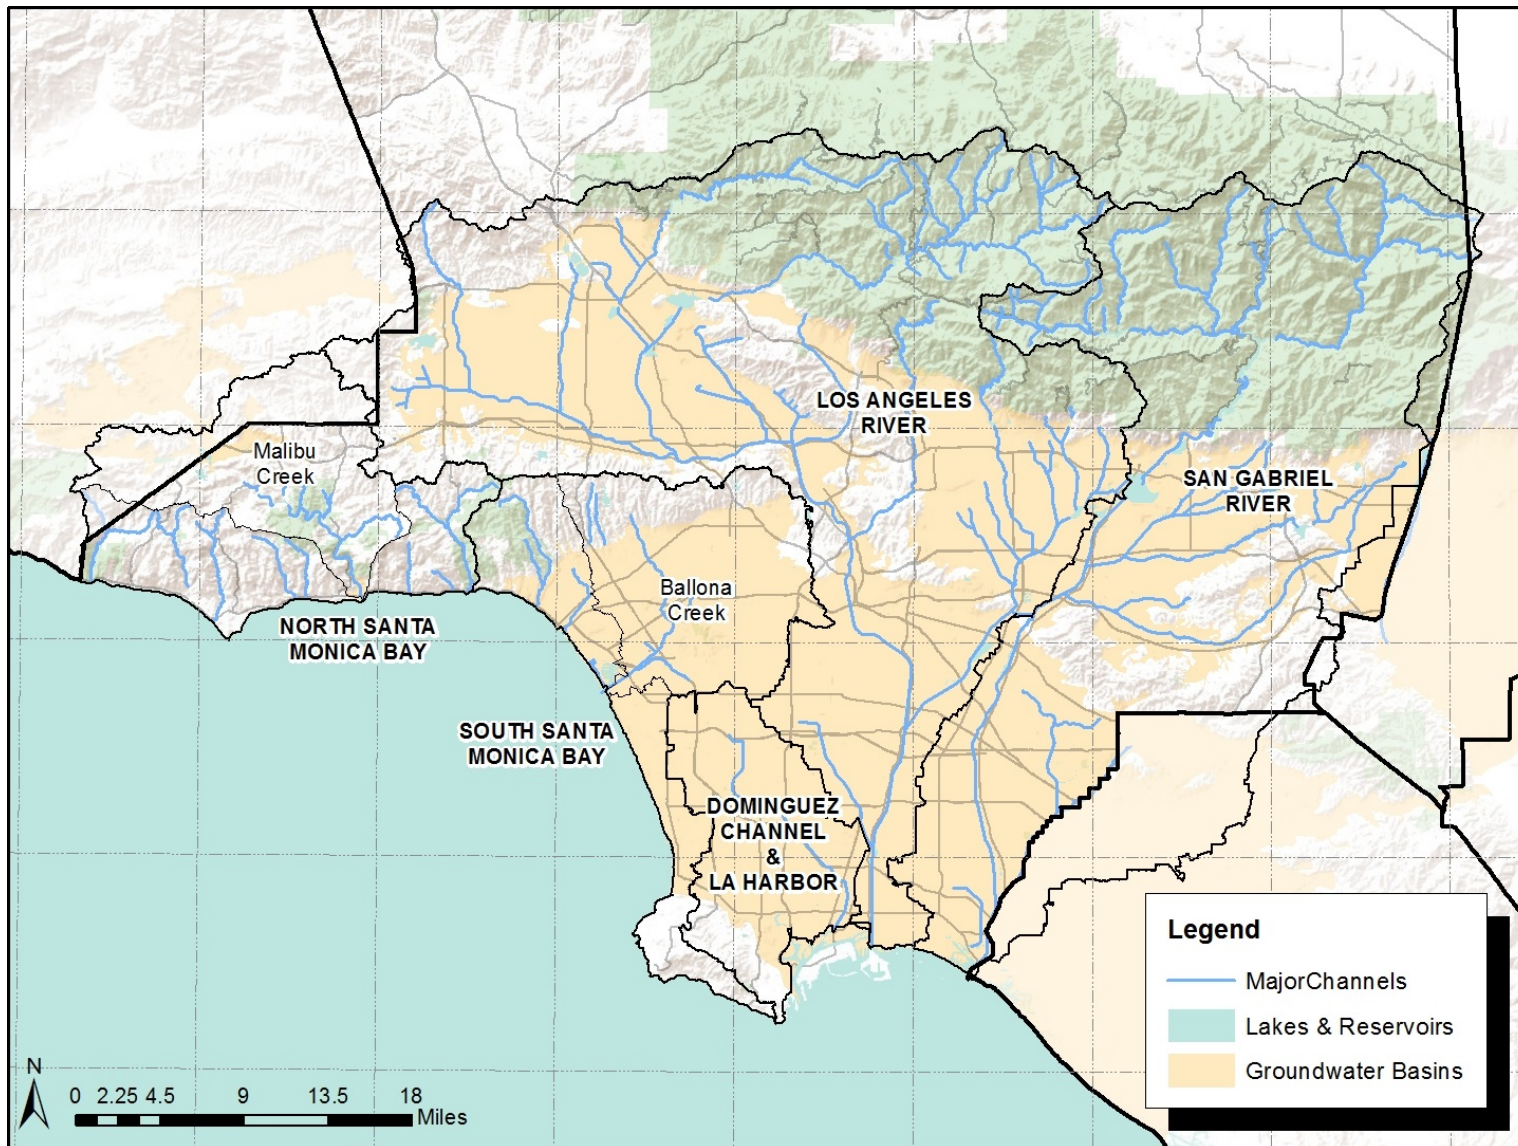 LOS ANGELES
RIVER
Malibu
Creek
SAN GABRIEL
RIVER
Ballona
Creek
NORTH SANTA
MONICA BAY
SOUTH SANTA
MONICA BAY
DOMINGUEZ
CHANNEL
&
LA HARBOR
Legend
MajorChannels
Lakes & Reservoirs
Groundwater Basins
N
0 2.25 4.5 9 13.5 18
Miles